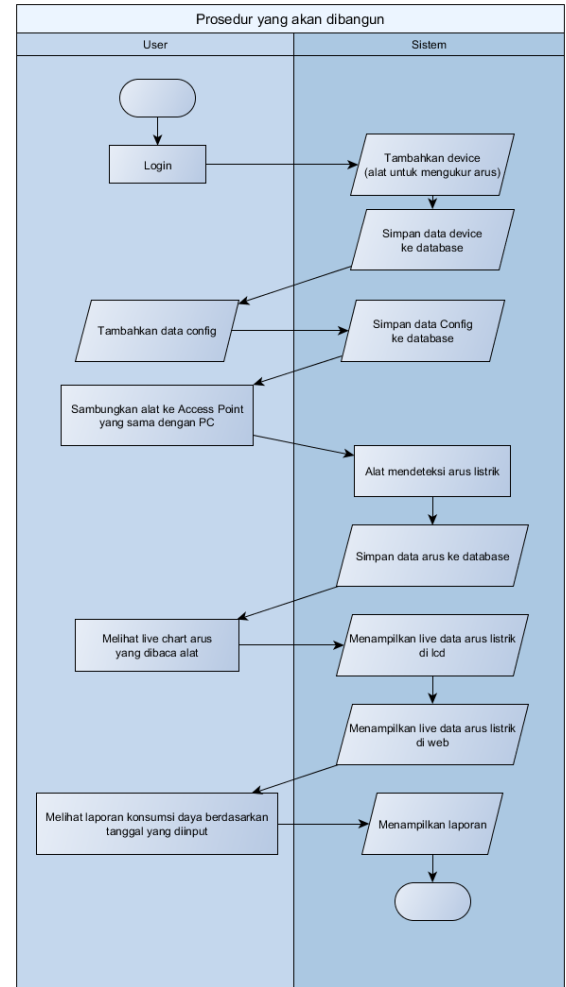 Prosedur yang akan dibangun
User
Sistem
Login
Tambahkan device
(alat untuk mengukur arus)
Simpan data device
ke database
Tambahkan data config
Simpan data Config
ke database
Sambungkan alat ke Access Point
yang sama dengan PC
Alat mendeteksi arus listrik
Simpan data arus ke database
Melihat live chart arus
yang dibaca alat
Menampilkan live data arus listrik
di lcd
Menampilkan live data arus listrik
di web
Melihat laporan konsumsi daya berdasarkan
tanggal yang diinput
Menampilkan laporan